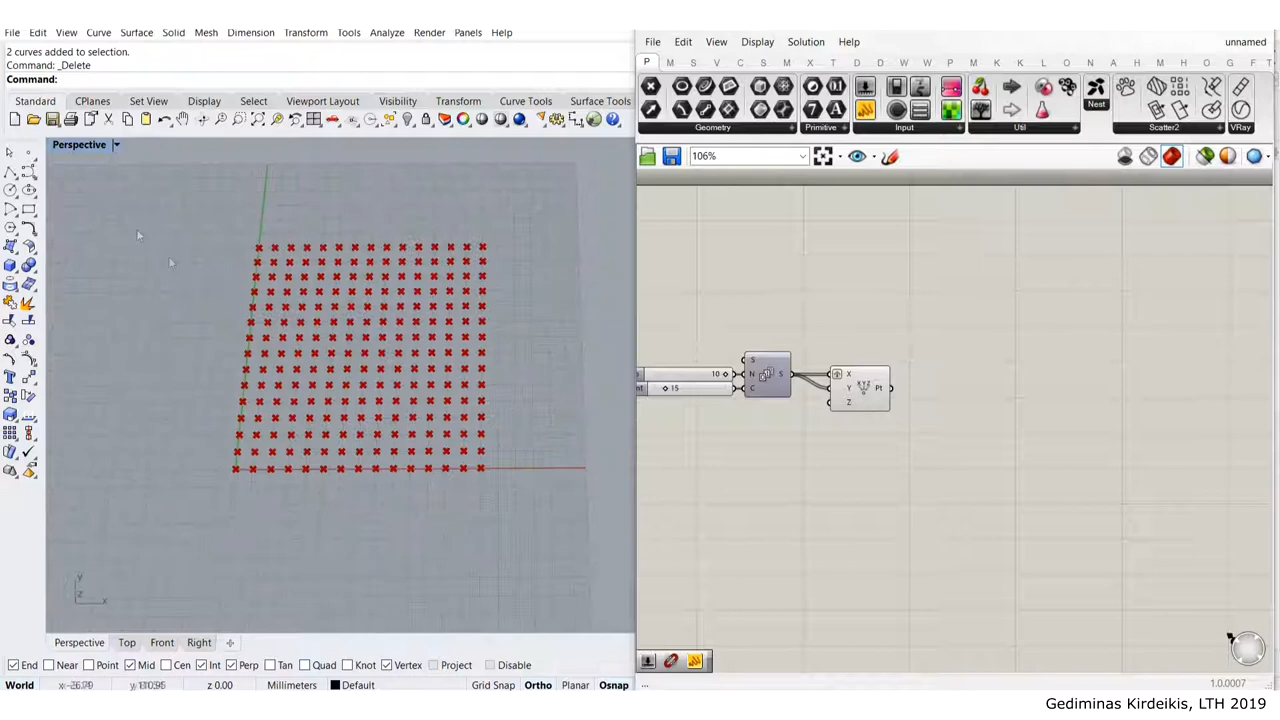 File Edit View Curve Surface Solid Mesh Dimension Transform Tools Analyze Render Panels Help
2 curves added to selection.
Command: _Delete
Command:
Standard CPlanes Set View Display Select Viewport Layout Visibility Transform Curve Tools Surface Tools
Perspective
y
z x
Perspective Top Front Right
End Near Point Mid Cen Int Perp Tan Quad Knot Vertex Project Disable
World z 0.00 Millimeters Default Grid Snap Ortho Planar Osnap
File Edit View Display Solution Help unnamed
P M S V C S M I X T D D M K K L O N F A D E H P M R O G F T
Nest
Geometry Primitive Input Util Scatter2 VRay
106%
10
nt 15
S
N S
C
X
Y Pt
Z
...
1.0.0007
Gediminas Kirdeikis, LTH 2019